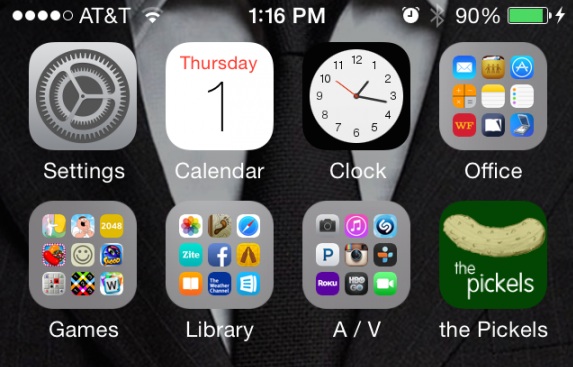 AT&T 1:16 PM 90%
Thursday
1
12
11 1
10 2
9 3
8 4
7 5
6
WF
Settings Calendar Clock Office
2048
Zite f
The Weather Channel
P
Roku HBO GO
W
the
pickels
Games Library A / V the Pickels